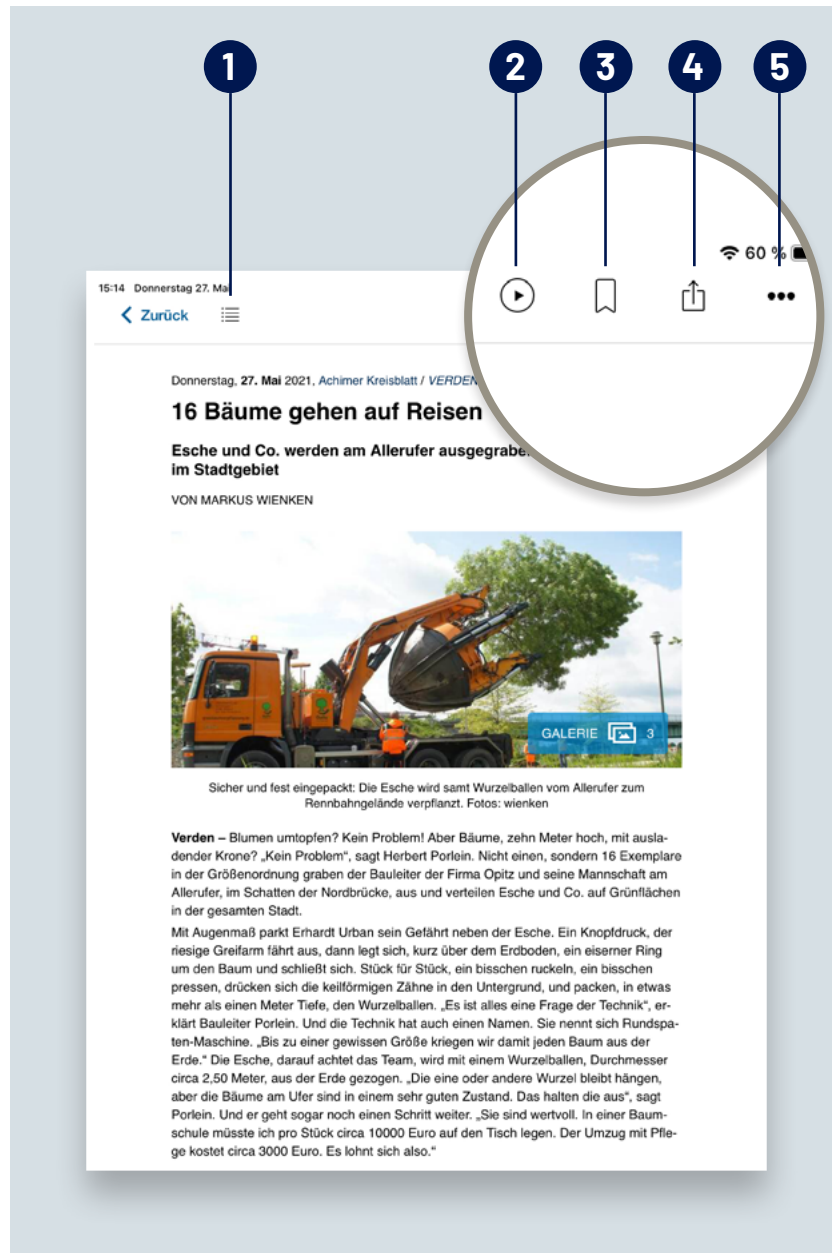 1 2 3 4 5
60 %
15:14 Donnerstag 27. Mai
Zurück
Donnerstag, 27. Mai 2021, Achimer Kreisblatt / VERDEN
16 Bäume gehen auf Reisen
Esche und Co. werden am Allerufer ausgegrabe
im Stadtgebiet
VON MARKUS WIENKEN
GALERIE 3
Sicher und fest eingepackt: Die Esche wird samt Wurzelballen vom Allerufer zum
Rennbahngelände verpflanzt. Fotos: wienken
Verden – Blumen umtopfen? Kein Problem! Aber Bäume, zehn Meter hoch, mit ausla-
dender Krone? „Kein Problem“, sagt Herbert Porlein. Nicht einen, sondern 16 Exemplare
in der Größenordnung graben der Bauleiter der Firma Opitz und seine Mannschaft am
Allerufer, im Schatten der Nordbrücke, aus und verteilen Esche und Co. auf Grünflächen
in der gesamten Stadt.
Mit Augenmaß parkt Erhardt Urban sein Gefährt neben der Esche. Ein Knopfdruck, der
riesige Greifarm fährt aus, dann legt sich, kurz über dem Erdboden, ein eiserner Ring
um den Baum und schließt sich. Stück für Stück, ein bisschen ruckeln, ein bisschen
pressen, drücken sich die keilförmigen Zähne in den Untergrund, und packen, in etwas
mehr als einen Meter Tiefe, den Wurzelballen. „Es ist alles eine Frage der Technik“, er-
klärt Bauleiter Porlein. Und die Technik hat auch einen Namen. Sie nennt sich Rundspa-
ten-Maschine. „Bis zu einer gewissen Größe kriegen wir damit jeden Baum aus der
Erde.“ Die Esche, darauf achtet das Team, wird mit einem Wurzelballen, Durchmesser
circa 2,50 Meter, aus der Erde gezogen. „Die eine oder andere Wurzel bleibt hängen,
aber die Bäume am Ufer sind in einem sehr guten Zustand. Das halten die aus“, sagt
Porlein. Und er geht sogar noch einen Schritt weiter. „Sie sind wertvoll. In einer Baum-
schule müsste ich pro Stück circa 10000 Euro auf den Tisch legen. Der Umzug mit Pfle-
ge kostet circa 3000 Euro. Es lohnt sich also.“